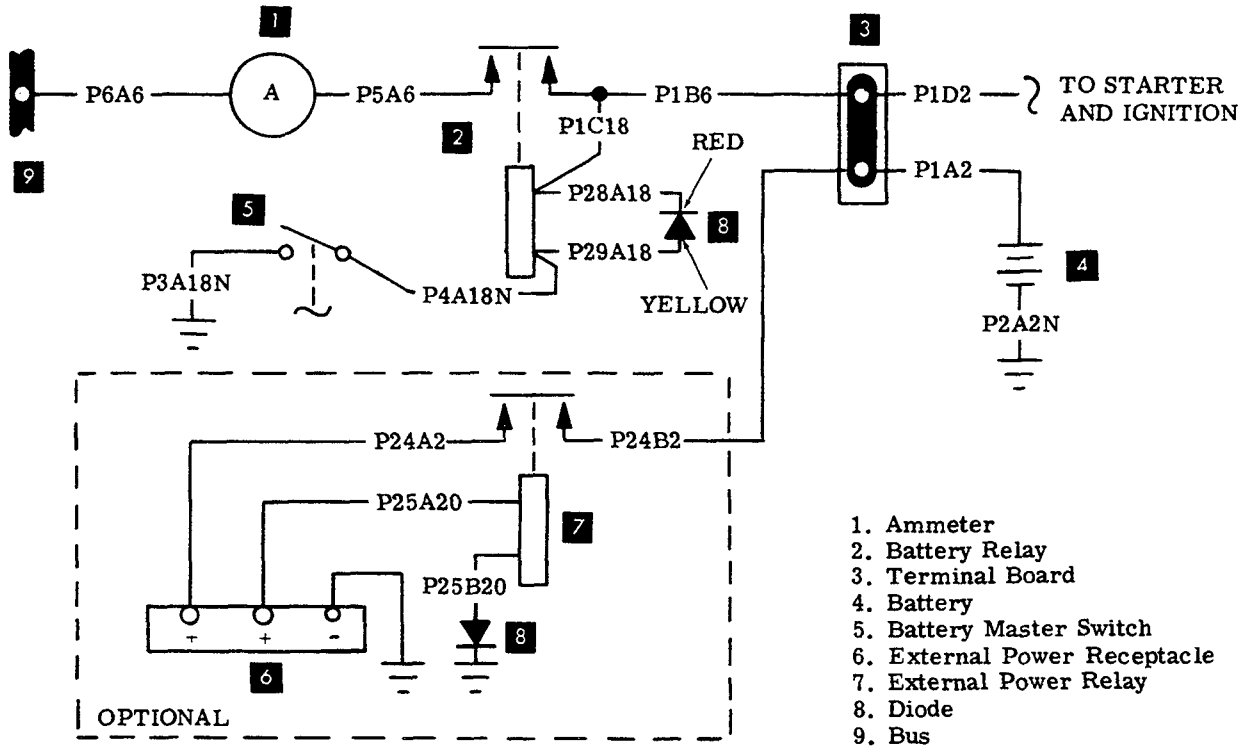 1
3
P6A6
A
P5A6
P1B6
P1D2
TO STARTER
AND IGNITION
2
P1C18
RED
9
P1A2
5
P28A18
8
P29A18
4
P3A18N
P4A18N
YELLOW
P2A2N
P24A2
P24B2
P25A20
7
P25B20
+ + -
8
6
OPTIONAL
1. Ammeter
2. Battery Relay
3. Terminal Board
4. Battery
5. Battery Master Switch
6. External Power Receptacle
7. External Power Relay
8. Diode
9. Bus